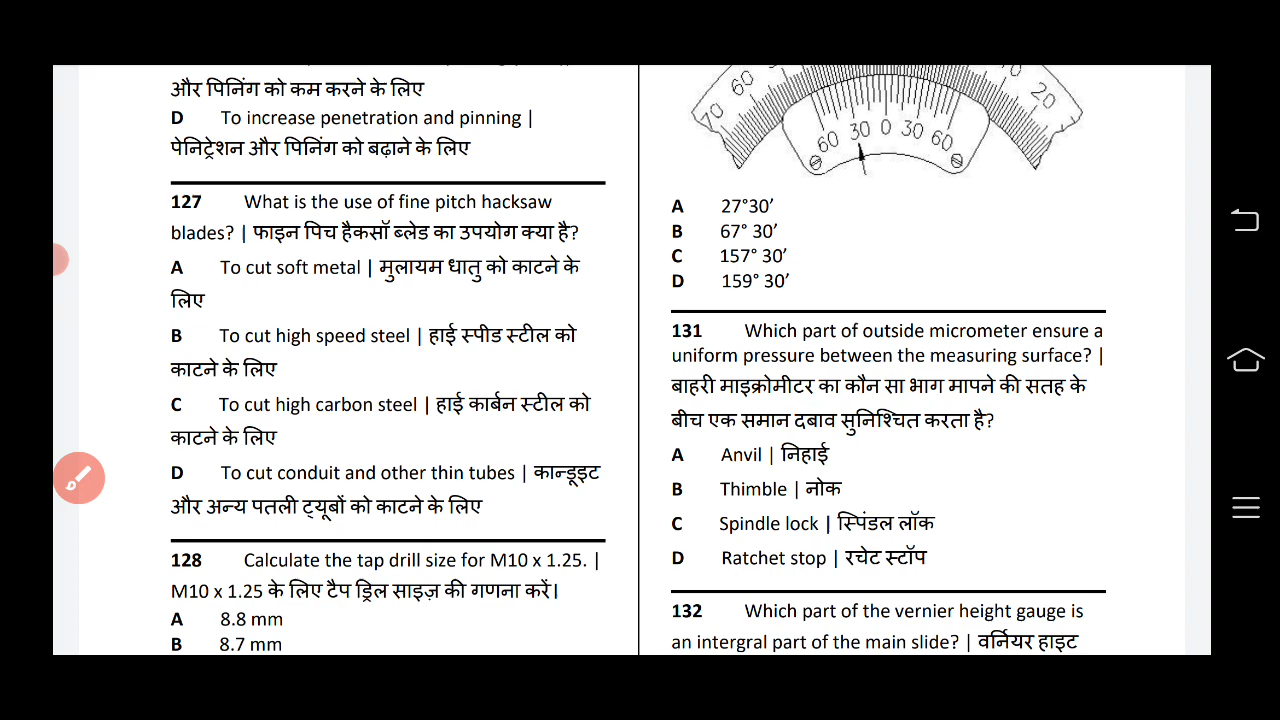 और पिनिंग को कम करने के लिए
D To increase penetration and pinning |
पेनिट्रेशन और पिनिंग को बढ़ाने के लिए
127 What is the use of fine pitch hacksaw
blades? | फाइन पिच हैकसॉ ब्लेड का उपयोग क्या है?
A To cut soft metal | मुलायम धातु को काटने के
लिए
B To cut high speed steel | हाई स्पीड स्टील को
काटने के लिए
C To cut high carbon steel | हाई कार्बन स्टील को
काटने के लिए
D To cut conduit and other thin tubes | कान्डूइट
और अन्य पतली ट्यूबों को काटने के लिए
128 Calculate the tap drill size for M10 x 1.25. |
M10 x 1.25 के लिए टैप ड्रिल साइज़ की गणना करें।
A 8.8 mm
B 8.7 mm
70 60 20
60 30 0 30 60
A 27°30’
B 67° 30’
C 157° 30’
D 159° 30’
131 Which part of outside micrometer ensure a
uniform pressure between the measuring surface? |
बाहरी माइक्रोमीटर का कौन सा भाग मापने की सतह के
बीच एक समान दबाव सुनिश्चित करता है?
A Anvil | निहाई
B Thimble | नोक
C Spindle lock | स्पिंडल लॉक
D Ratchet stop | रचेट स्टॉप
132 Which part of the vernier height gauge is
an intergral part of the main slide? | वर्नियर हाइट